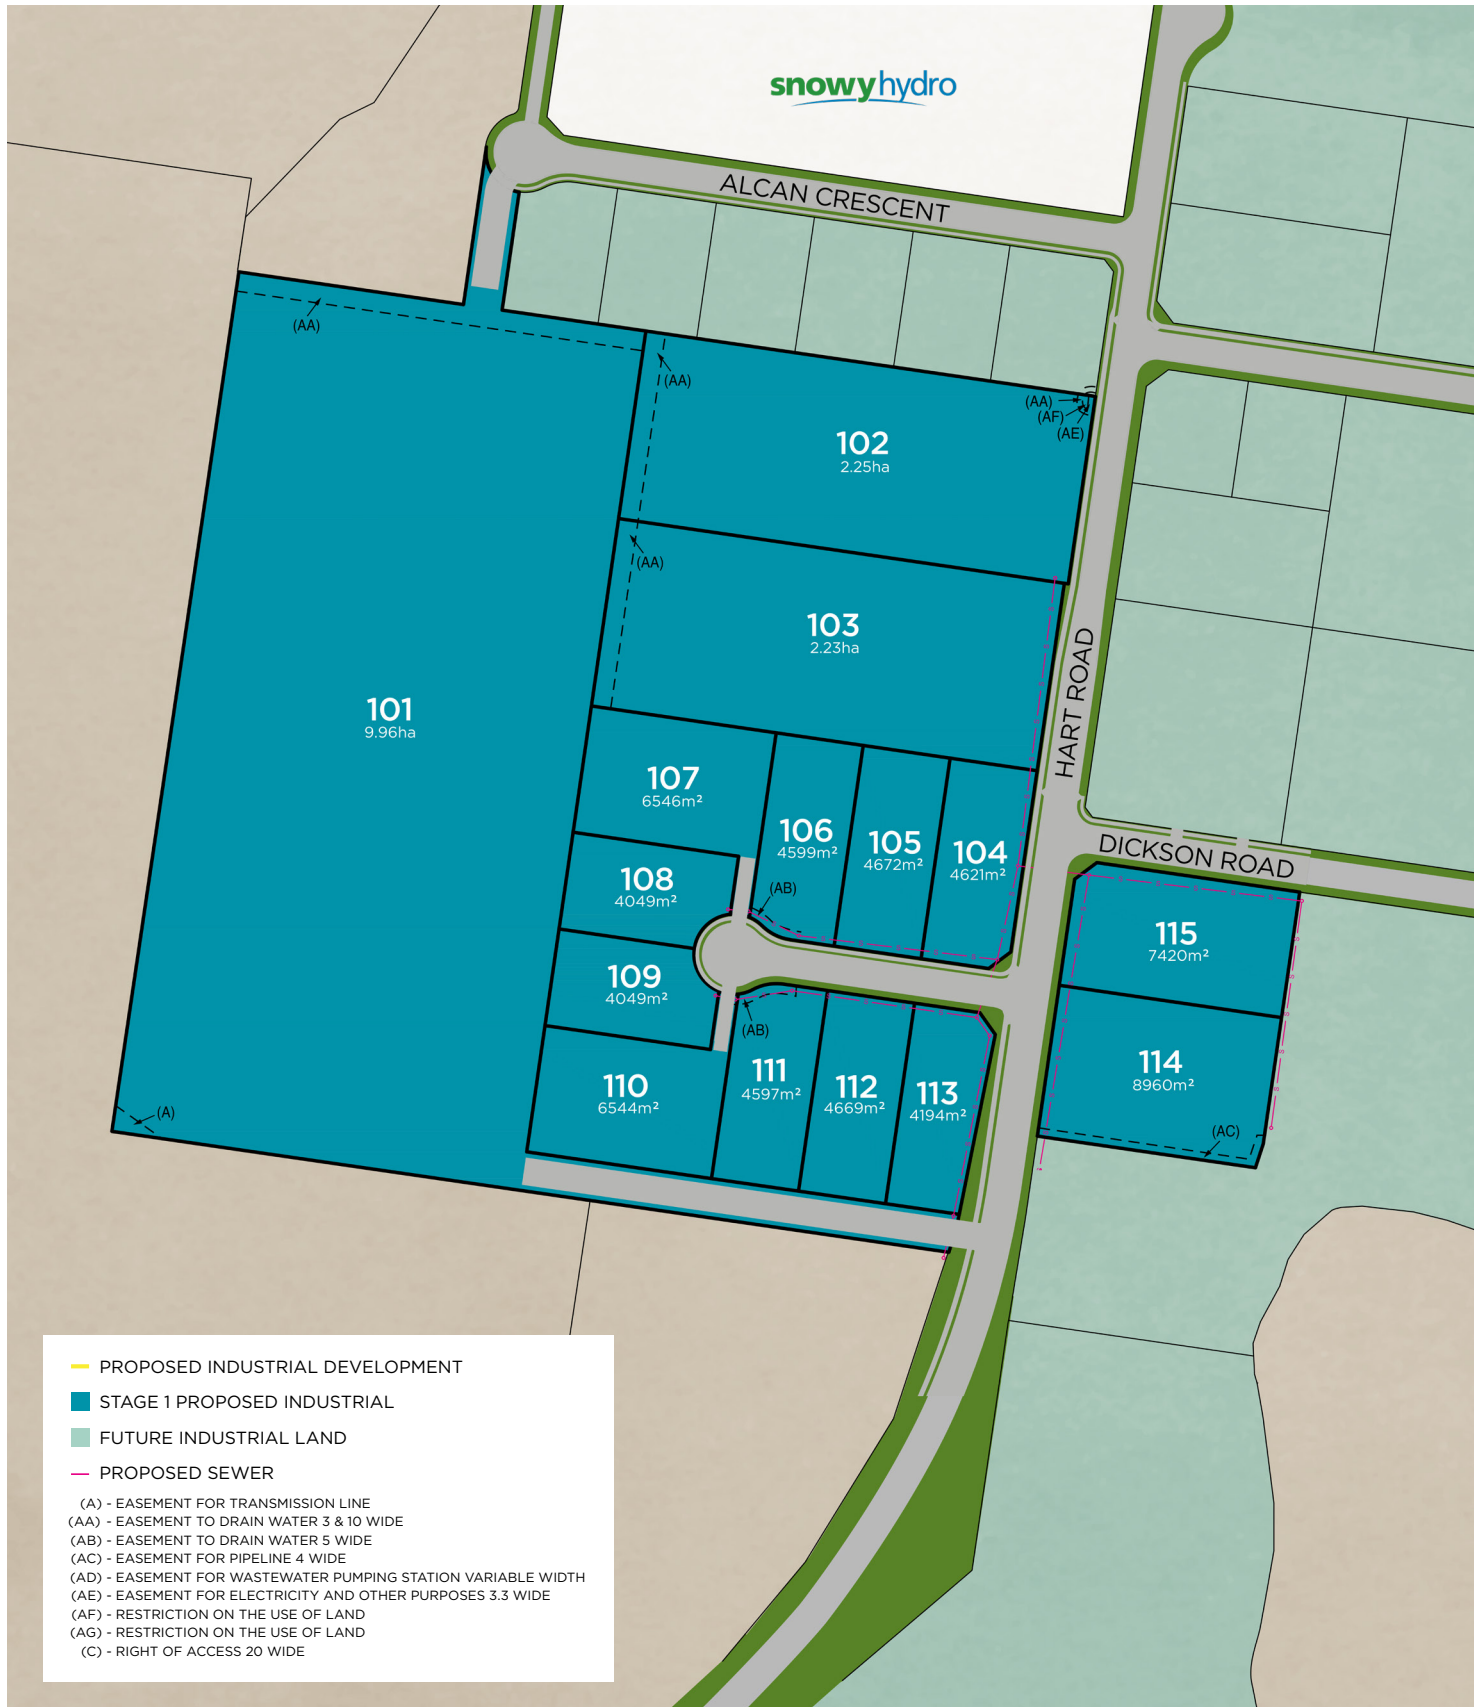 snowyhydro
ALCAN CRESCENT
(AA)
(AA)
(AA)
(AF)
(AE)
102
2.25ha
(AA)
103
2.23ha
HART ROAD
101
9.96ha
107
6546m²
106
4599m²
105
4672m²
104
4621m²
DICKSON ROAD
108
4049m²
(AB)
115
7420m²
109
4049m²
(AB)
111
4597m²
112
4669m²
113
4194m²
114
8960m²
110
6544m²
(A)
(AC)
PROPOSED INDUSTRIAL DEVELOPMENT
STAGE 1 PROPOSED INDUSTRIAL
FUTURE INDUSTRIAL LAND
PROPOSED SEWER
(A) - EASEMENT FOR TRANSMISSION LINE
(AA) - EASEMENT TO DRAIN WATER 3 & 10 WIDE
(AB) - EASEMENT TO DRAIN WATER 5 WIDE
(AC) - EASEMENT FOR PIPELINE 4 WIDE
(AD) - EASEMENT FOR WASTEWATER PUMPING STATION VARIABLE WIDTH
(AE) - EASEMENT FOR ELECTRICITY AND OTHER PURPOSES 3.3 WIDE
(AF) - RESTRICTION ON THE USE OF LAND
(AG) - RESTRICTION ON THE USE OF LAND
(C) - RIGHT OF ACCESS 20 WIDE